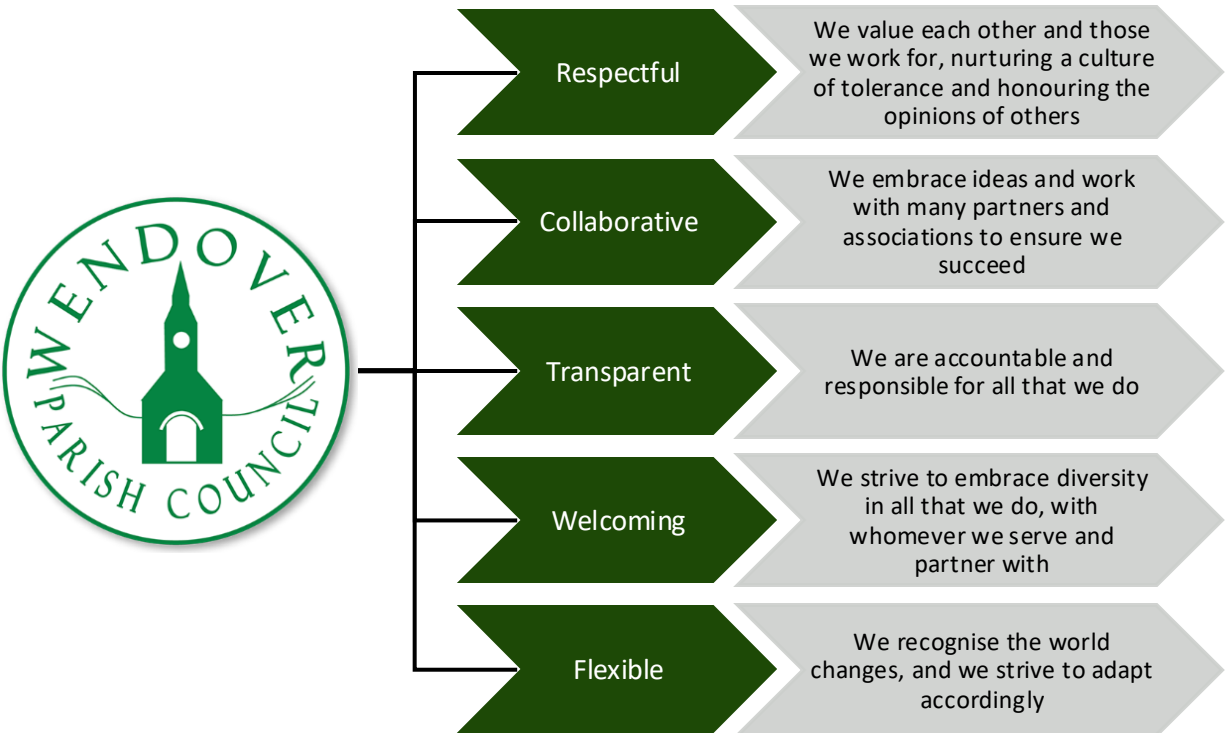 WENDOVER
PARISH COUNCIL
Respectful
We value each other and those
we work for, nurturing a culture
of tolerance and honouring the
opinions of others
Collaborative
We embrace ideas and work
with many partners and
associations to ensure we
succeed
Transparent
We are accountable and
responsible for all that we do
Welcoming
We strive to embrace diversity
in all that we do, with
whomever we serve and
partner with
Flexible
We recognise the world
changes, and we strive to adapt
accordingly